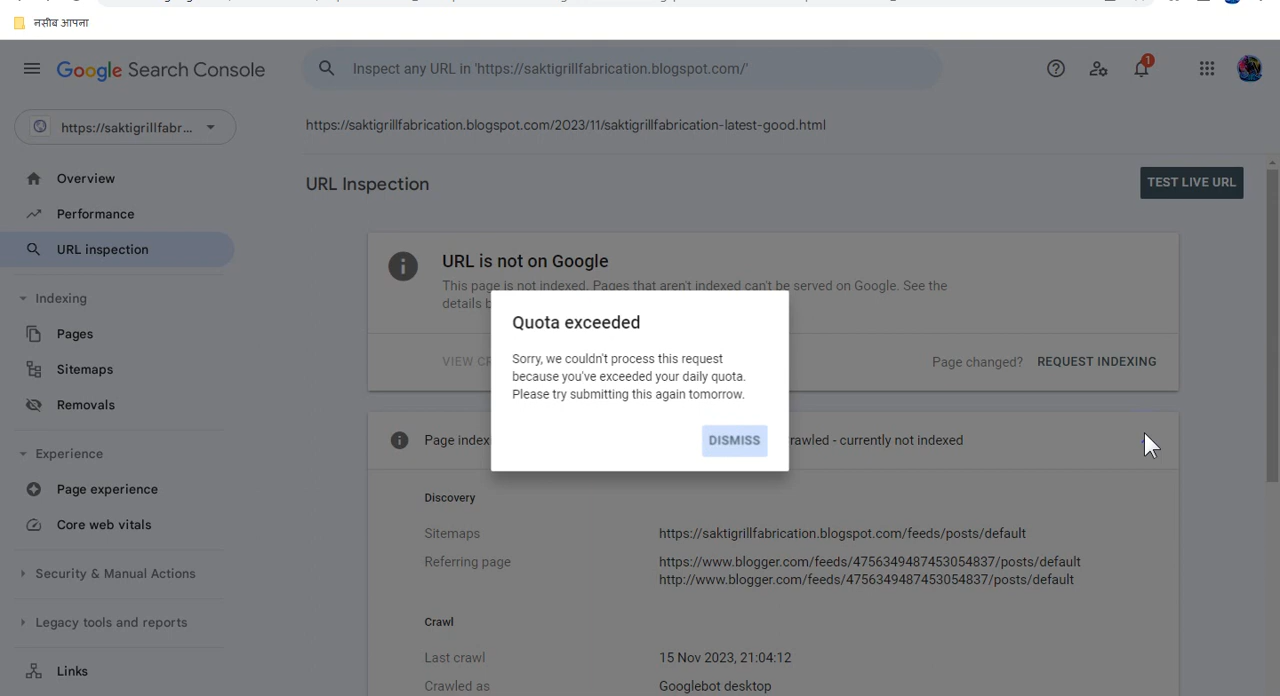 नसीब आपना
Google Search Console
Inspect any URL in 'https://saktigrillfabrication.blogspot.com/'
1
https://saktigrillfabr...
https://saktigrillfabrication.blogspot.com/2023/11/saktigrillfabrication-latest-good.html
Overview
Performance
URL inspection
Indexing
Pages
Sitemaps
Removals
Experience
Page experience
Core web vitals
Security & Manual Actions
Legacy tools and reports
Links
URL Inspection
TEST LIVE URL
URL is not on Google
This page is not indexed. Pages that aren't indexed can't be served on Google. See the
details b
VIEW CR
Page changed? REQUEST INDEXING
Quota exceeded
Sorry, we couldn't process this request
because you've exceeded your daily quota.
Please try submitting this again tomorrow.
DISMISS
Page index rawled - currently not indexed
Discovery
Sitemaps https://saktigrillfabrication.blogspot.com/feeds/posts/default
Referring page https://www.blogger.com/feeds/4756349487453054837/posts/default
http://www.blogger.com/feeds/4756349487453054837/posts/default
Crawl
Last crawl 15 Nov 2023, 21:04:12
Crawled as Googlebot desktop